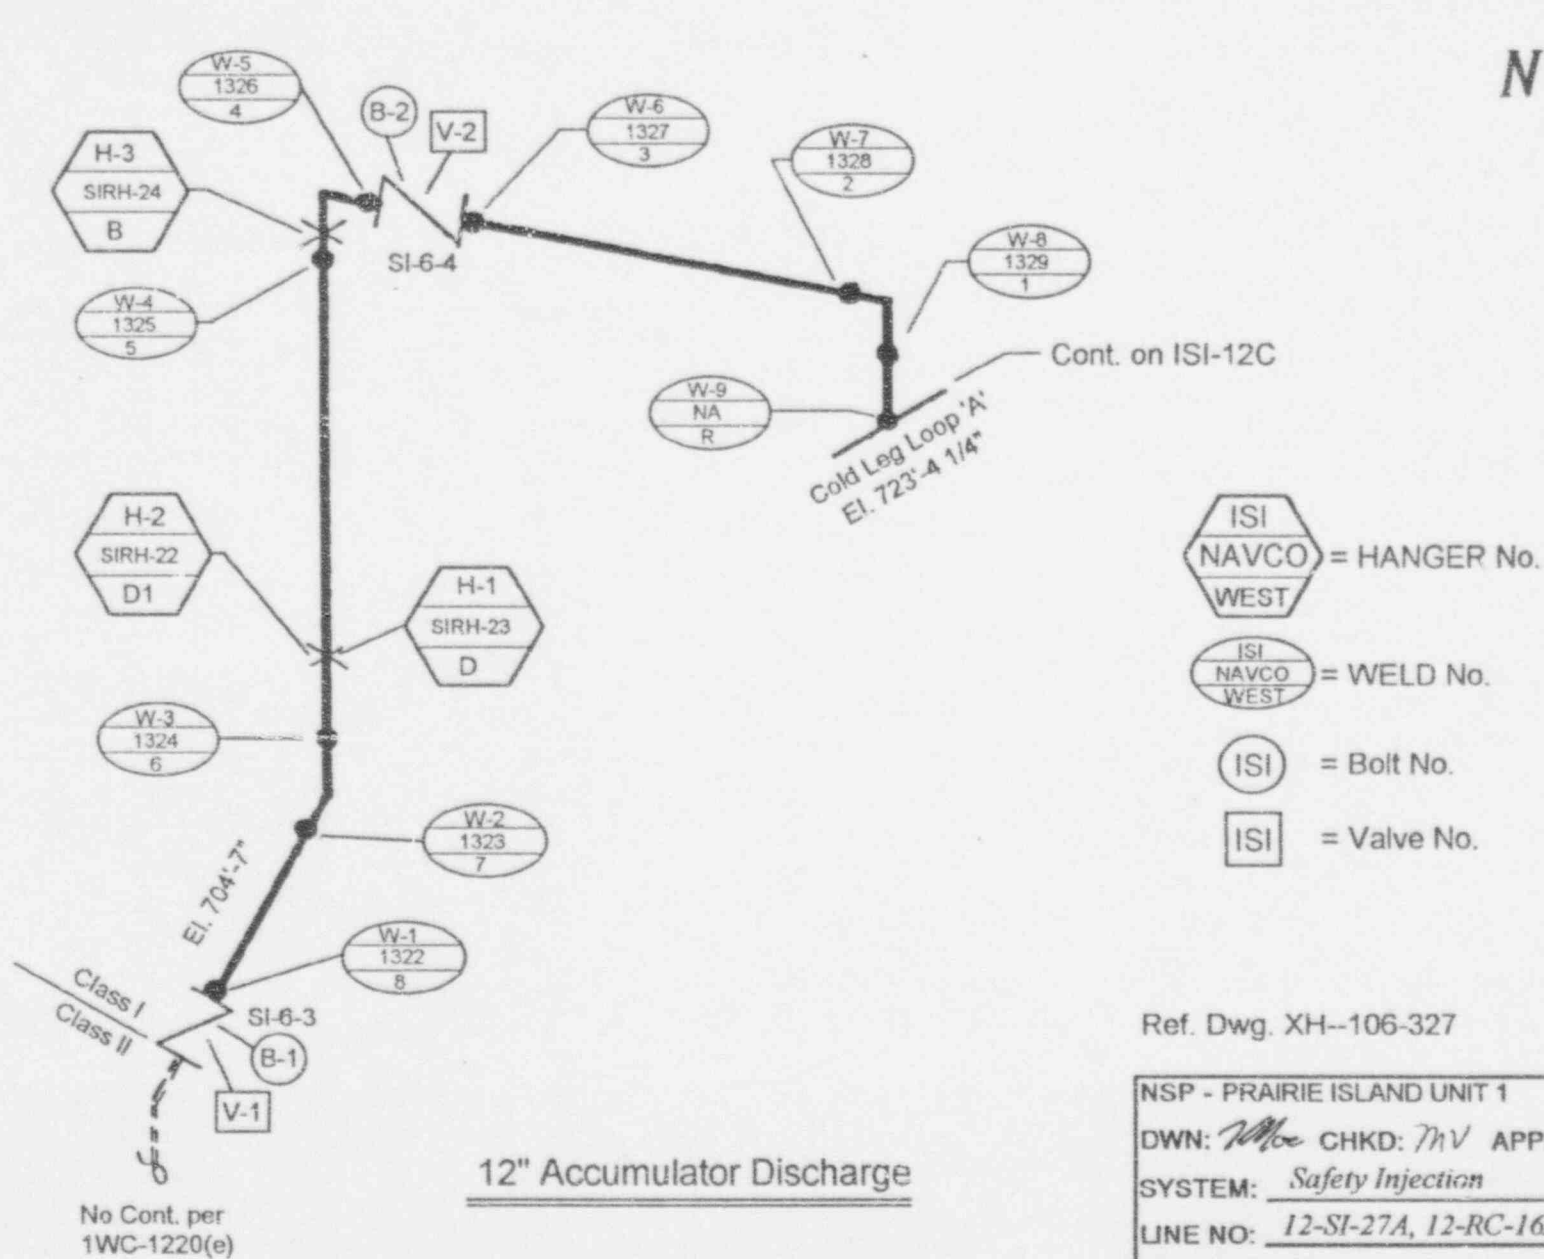 N
W-5
1326
4
B-2
V-2
W-6
1327
3
W-7
1328
2
H-3
SIRH-24
B
SI-6-4
W-8
1329
1
W-4
1325
5
Cont. on ISI-12C
W-9
NA
R
Cold Leg Loop 'A'
El. 723'-4 1/4"
H-2
SIRH-22
D1
H-1
SIRH-23
D
ISI
NAVCO
WEST
= HANGER No.
ISI
NAVCO
WEST
= WELD No.
W-3
1324
6
ISI
= Bolt No.
W-2
1323
7
ISI
= Valve No.
El. 704'-7"
W-1
1322
8
Class I
Class II
SI-6-3
B-1
V-1
No Cont. per
1WC-1220(e)
12" Accumulator Discharge
Ref. Dwg. XH--106-327
NSP - PRAIRIE ISLAND UNIT 1
DWN: CHKD: MV APP
SYSTEM: Safety Injection
LINE NO: 12-SI-27A, 12-RC-16